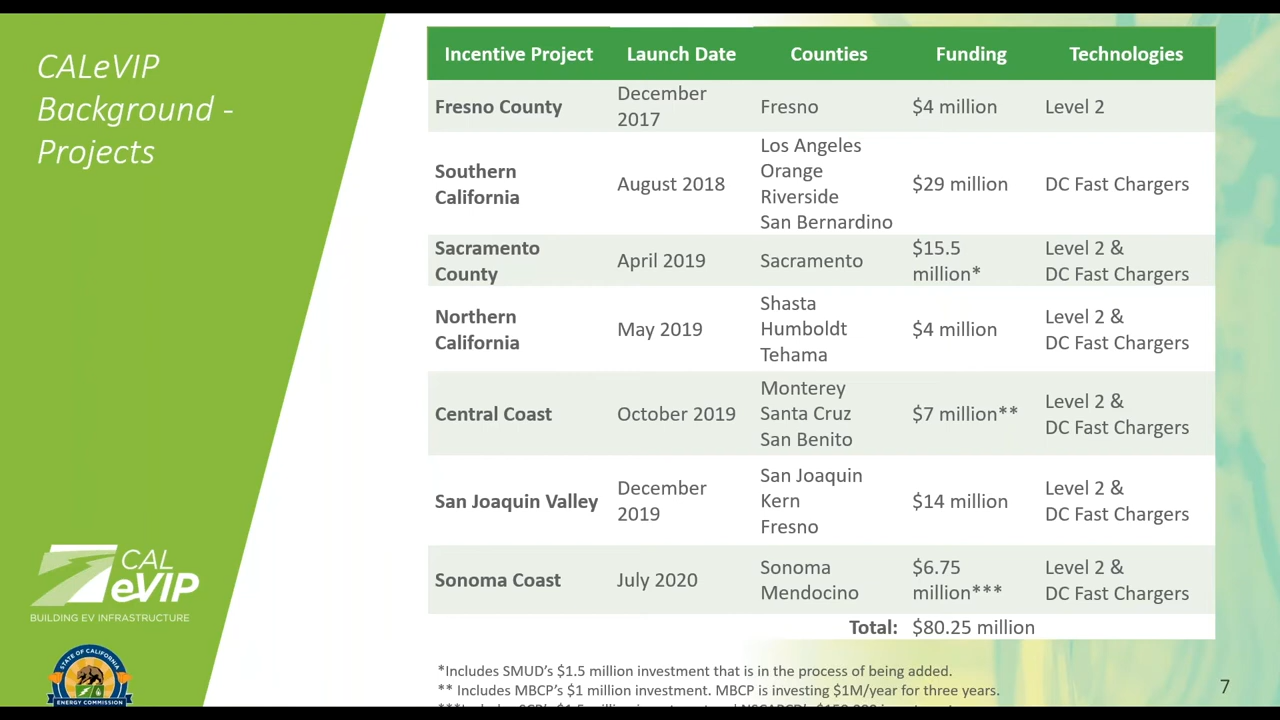 CALeVIP
Background -
Projects
Incentive Project Launch Date Counties Funding Technologies
Fresno County December 2017 Fresno $4 million Level 2
Southern California August 2018 Los Angeles Orange Riverside San Bernardino $29 million DC Fast Chargers
Sacramento County April 2019 Sacramento $15.5 million* Level 2 & DC Fast Chargers
Northern California May 2019 Shasta Humboldt Tehama $4 million Level 2 & DC Fast Chargers
Central Coast October 2019 Monterey Santa Cruz San Benito $7 million** Level 2 & DC Fast Chargers
San Joaquin Valley December 2019 San Joaquin Kern Fresno $14 million Level 2 & DC Fast Chargers
Sonoma Coast July 2020 Sonoma Mendocino $6.75 million*** Level 2 & DC Fast Chargers
Total: $80.25 million
*Includes SMUD's $1.5 million investment that is in the process of being added.
** Includes MBCP's $1 million investment. MBCP is investing $1M/year for three years.
CAL
eVIP
BUILDING EV INFRASTRUCTURE
STATE OF CALIFORNIA
ENERGY COMMISSION
7